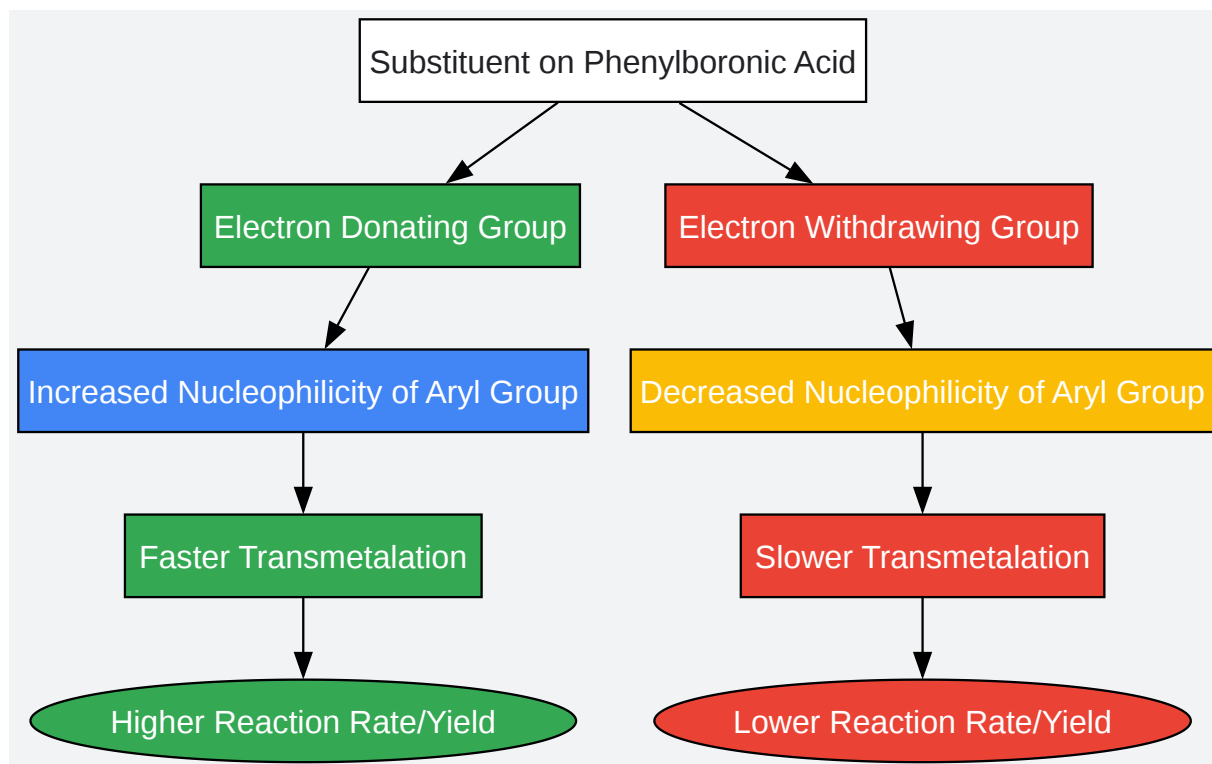 Substituent on Phenylboronic Acid
Electron Donating Group
Electron Withdrawing Group
Increased Nucleophilicity of Aryl Group
Decreased Nucleophilicity of Aryl Group
Faster Transmetalation
Slower Transmetalation
Higher Reaction Rate/Yield
Lower Reaction Rate/Yield